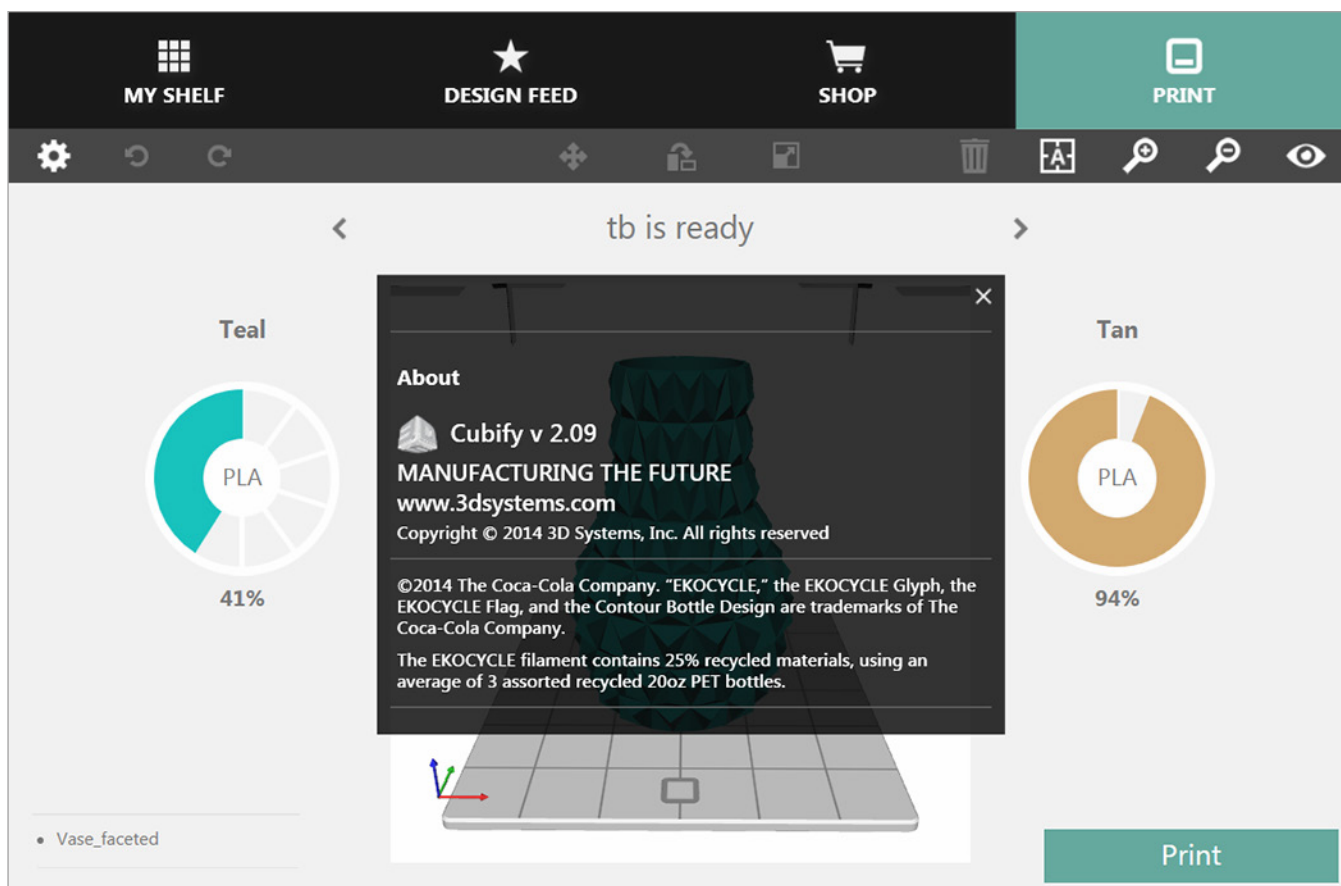 MY SHELF
DESIGN FEED
SHOP
PRINT
A
tb is ready
Teal
PLA
41%
Tan
PLA
94%
About
Cubify v 2.09
MANUFACTURING THE FUTURE
www.3dsystems.com
Copyright © 2014 3D Systems, Inc. All rights reserved
©2014 The Coca-Cola Company. “EKOCYCLE,” the EKOCYCLE Glyph, the
EKOCYCLE Flag, and the Contour Bottle Design are trademarks of The
Coca-Cola Company.
The EKOCYCLE filament contains 25% recycled materials, using an
average of 3 assorted recycled 20oz PET bottles.
• Vase_faceted
Print